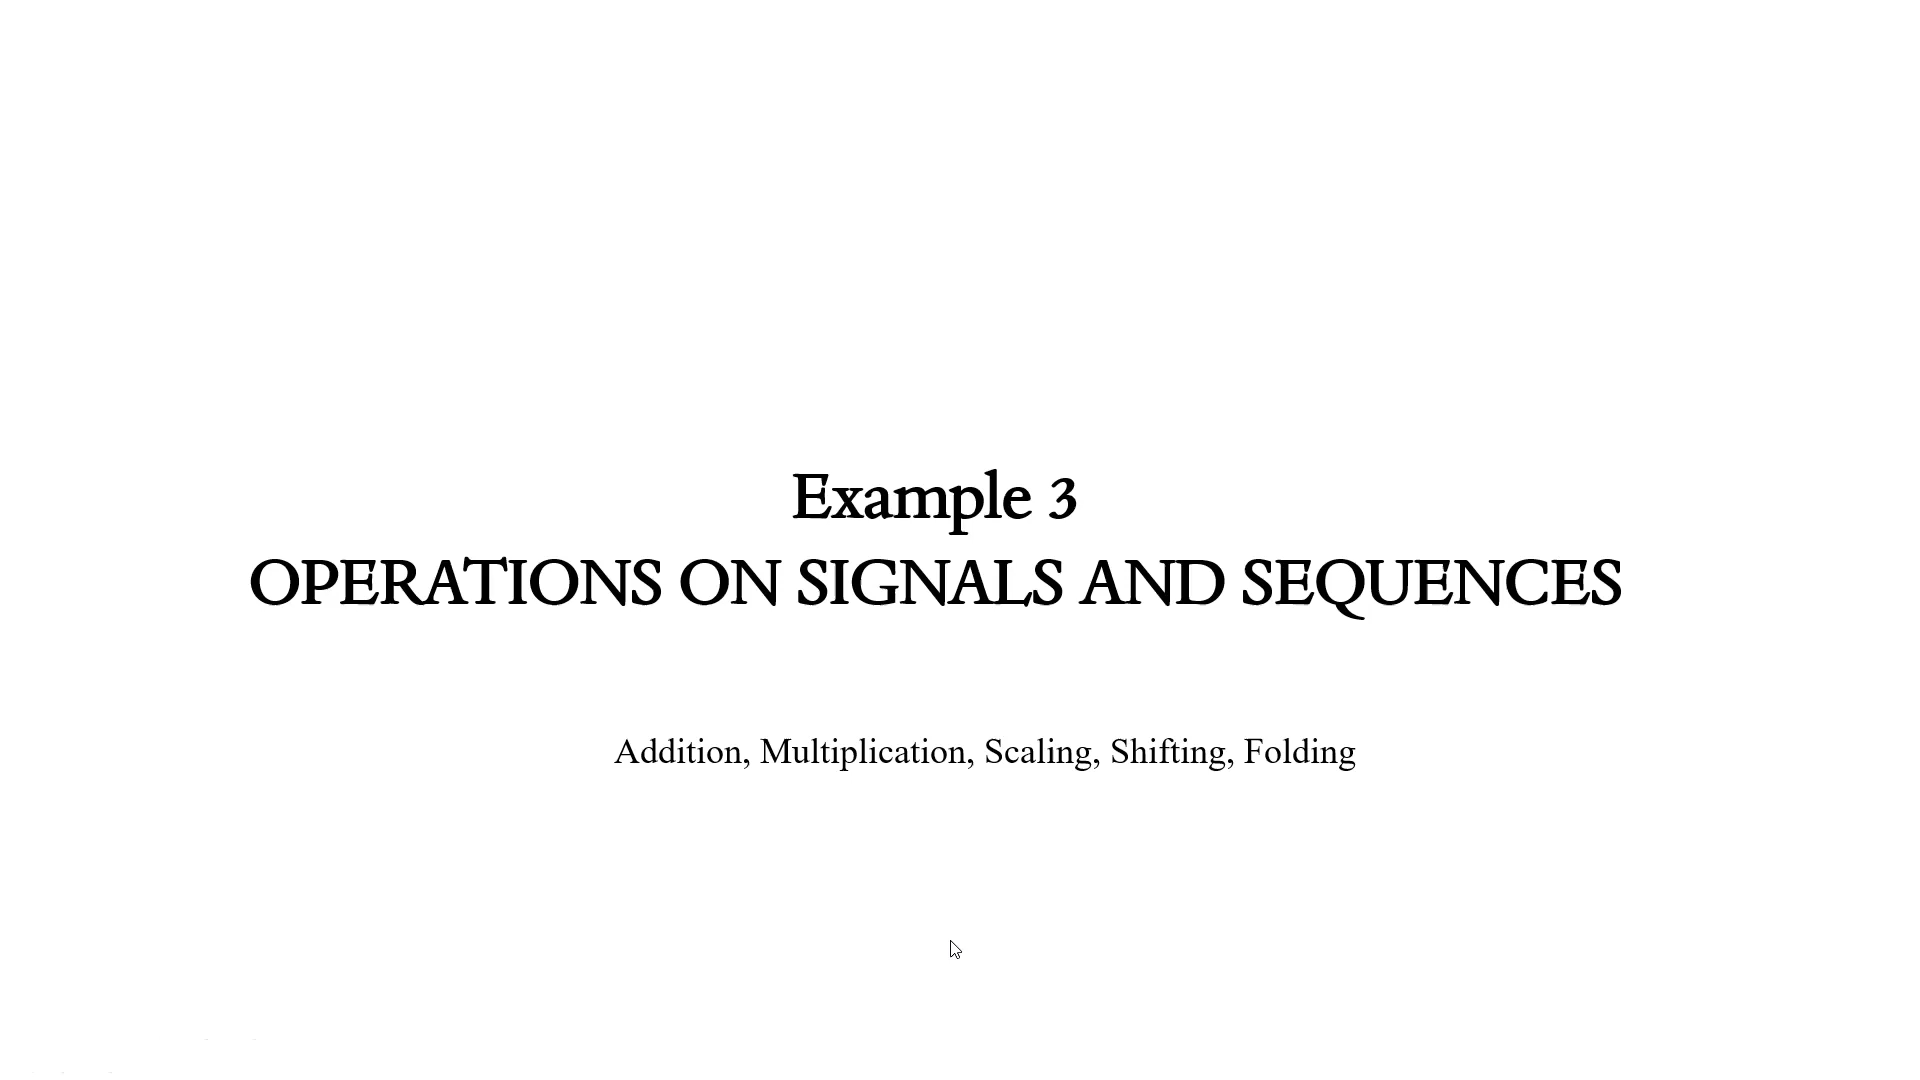 Example 3
OPERATIONS ON SIGNALS AND SEQUENCES
Addition, Multiplication, Scaling, Shifting, Folding